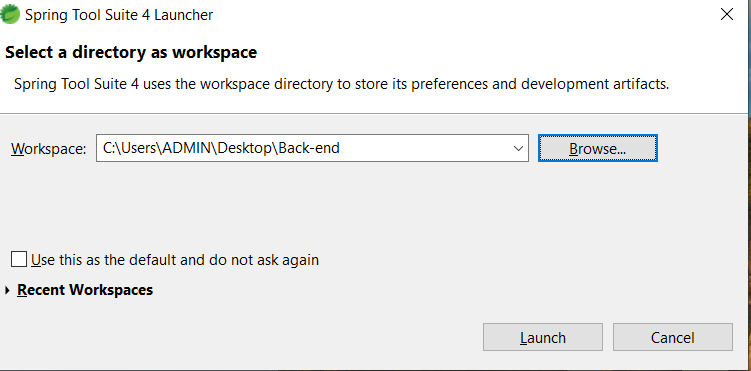 Spring Tool Suite 4 Launcher
Select a directory as workspace
Spring Tool Suite 4 uses the workspace directory to store its preferences and development artifacts.
Workspace: C:\Users\ADMIN\Desktop\Back-end Browse...
Use this as the default and do not ask again
Recent Workspaces
Launch Cancel